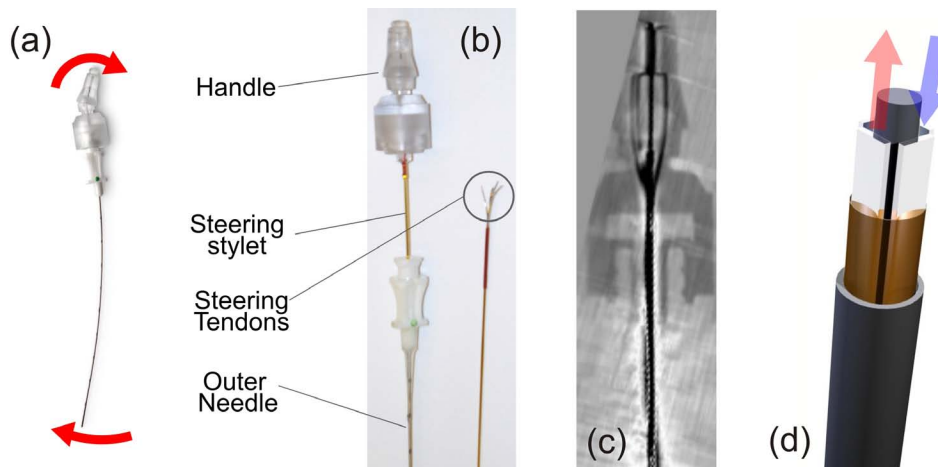 (a)
(b)
Handle
Steering
stylet
Steering
Tendons
Outer
Needle
(c)
(d)